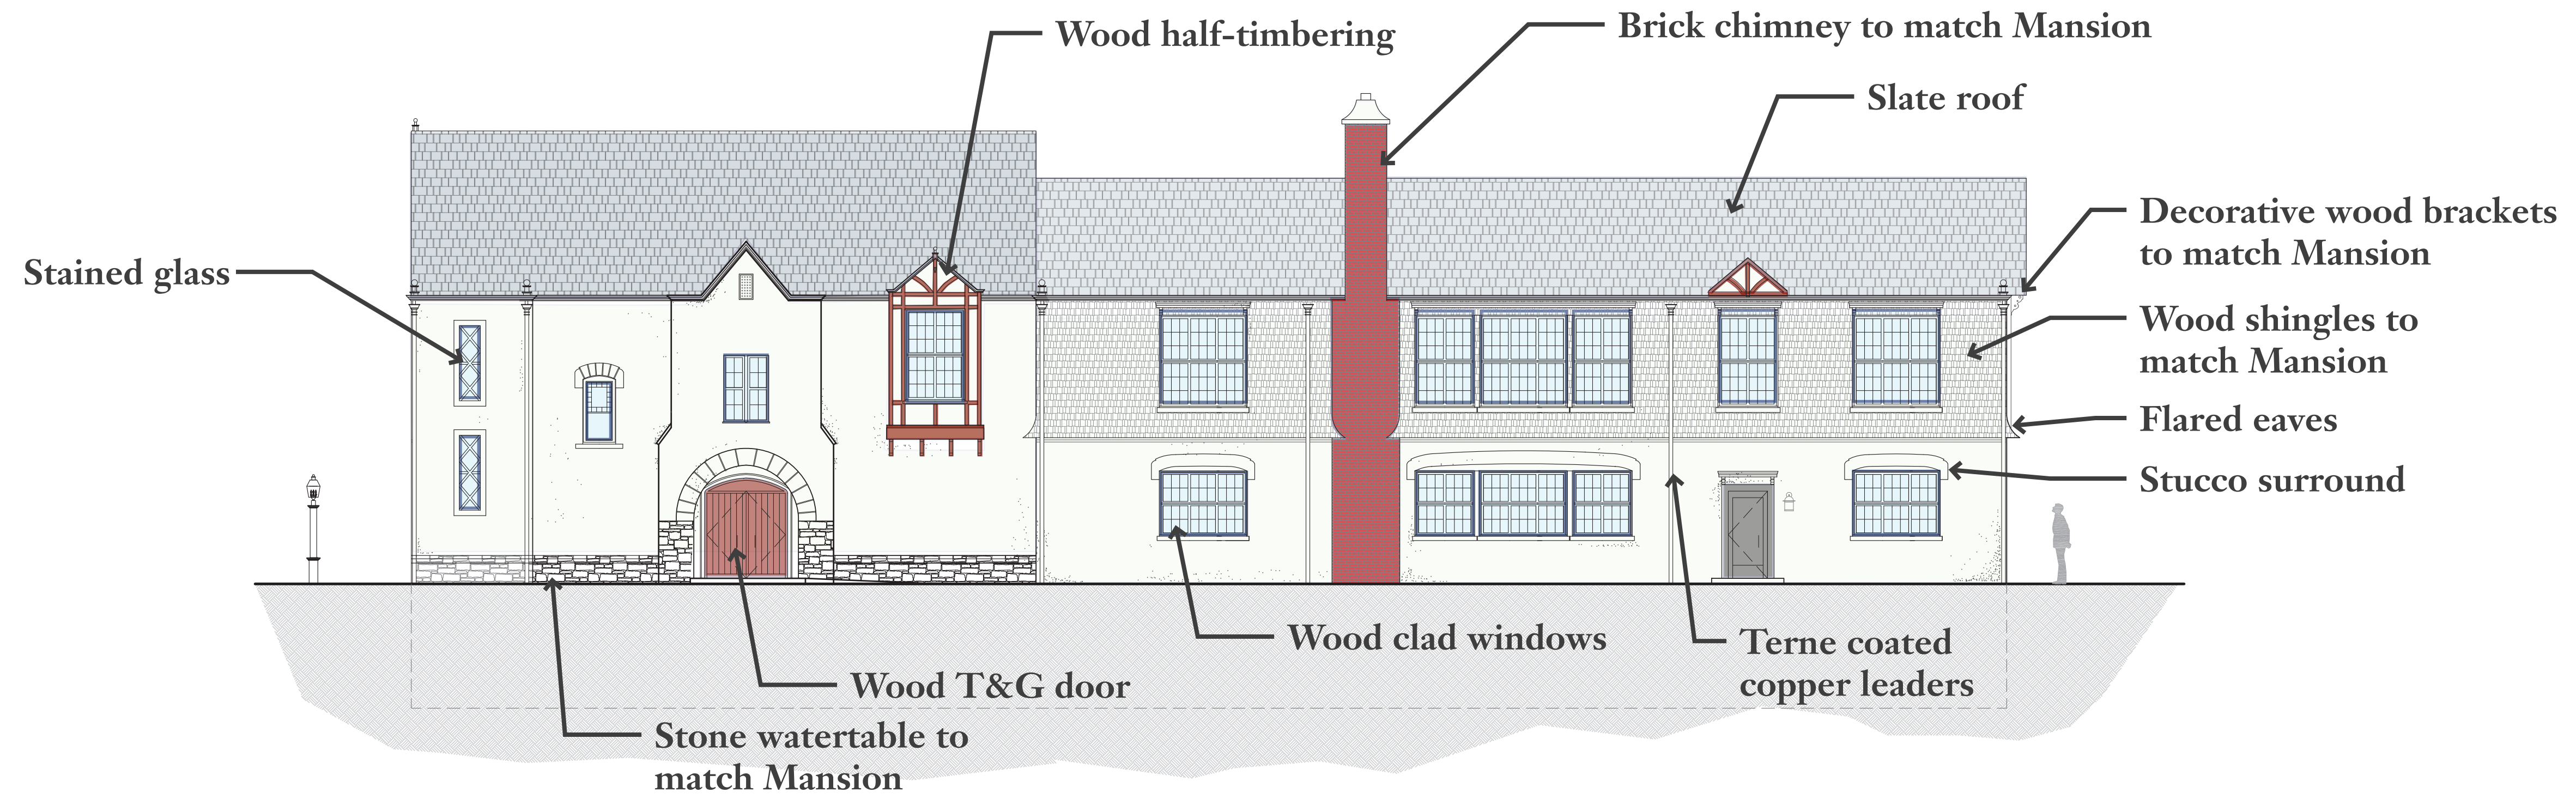 Wood half-timbering
Brick chimney to match Mansion
Slate roof
Decorative wood brackets
to match Mansion
Stained glass
Wood shingles to
match Mansion
Flared eaves
Stucco surround
Wood clad windows
Terne coated
copper leaders
Wood T&G door
Stone watertable to
match Mansion